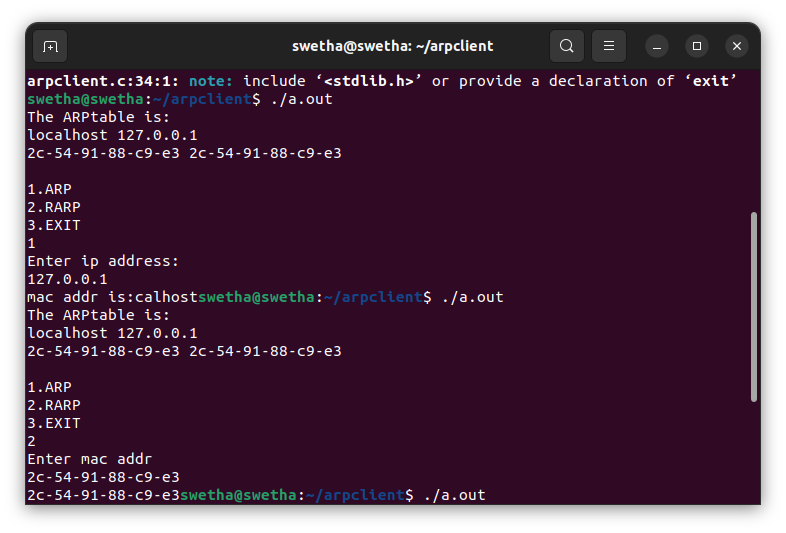 swetha@swetha: ~/arpclient
arpclient.c:34:1: note: include ‘<stdlib.h>’ or provide a declaration of ‘exit’
swetha@swetha:~/arpclient$ ./a.out
The ARPtable is:
localhost 127.0.0.1
2c-54-91-88-c9-e3 2c-54-91-88-c9-e3
1.ARP
2.RARP
3.EXIT
1
Enter ip address:
127.0.0.1
mac addr is:calhostswetha@swetha:~/arpclient$ ./a.out
The ARPtable is:
localhost 127.0.0.1
2c-54-91-88-c9-e3 2c-54-91-88-c9-e3
1.ARP
2.RARP
3.EXIT
2
Enter mac addr
2c-54-91-88-c9-e3
2c-54-91-88-c9-e3swetha@swetha:~/arpclient$ ./a.out